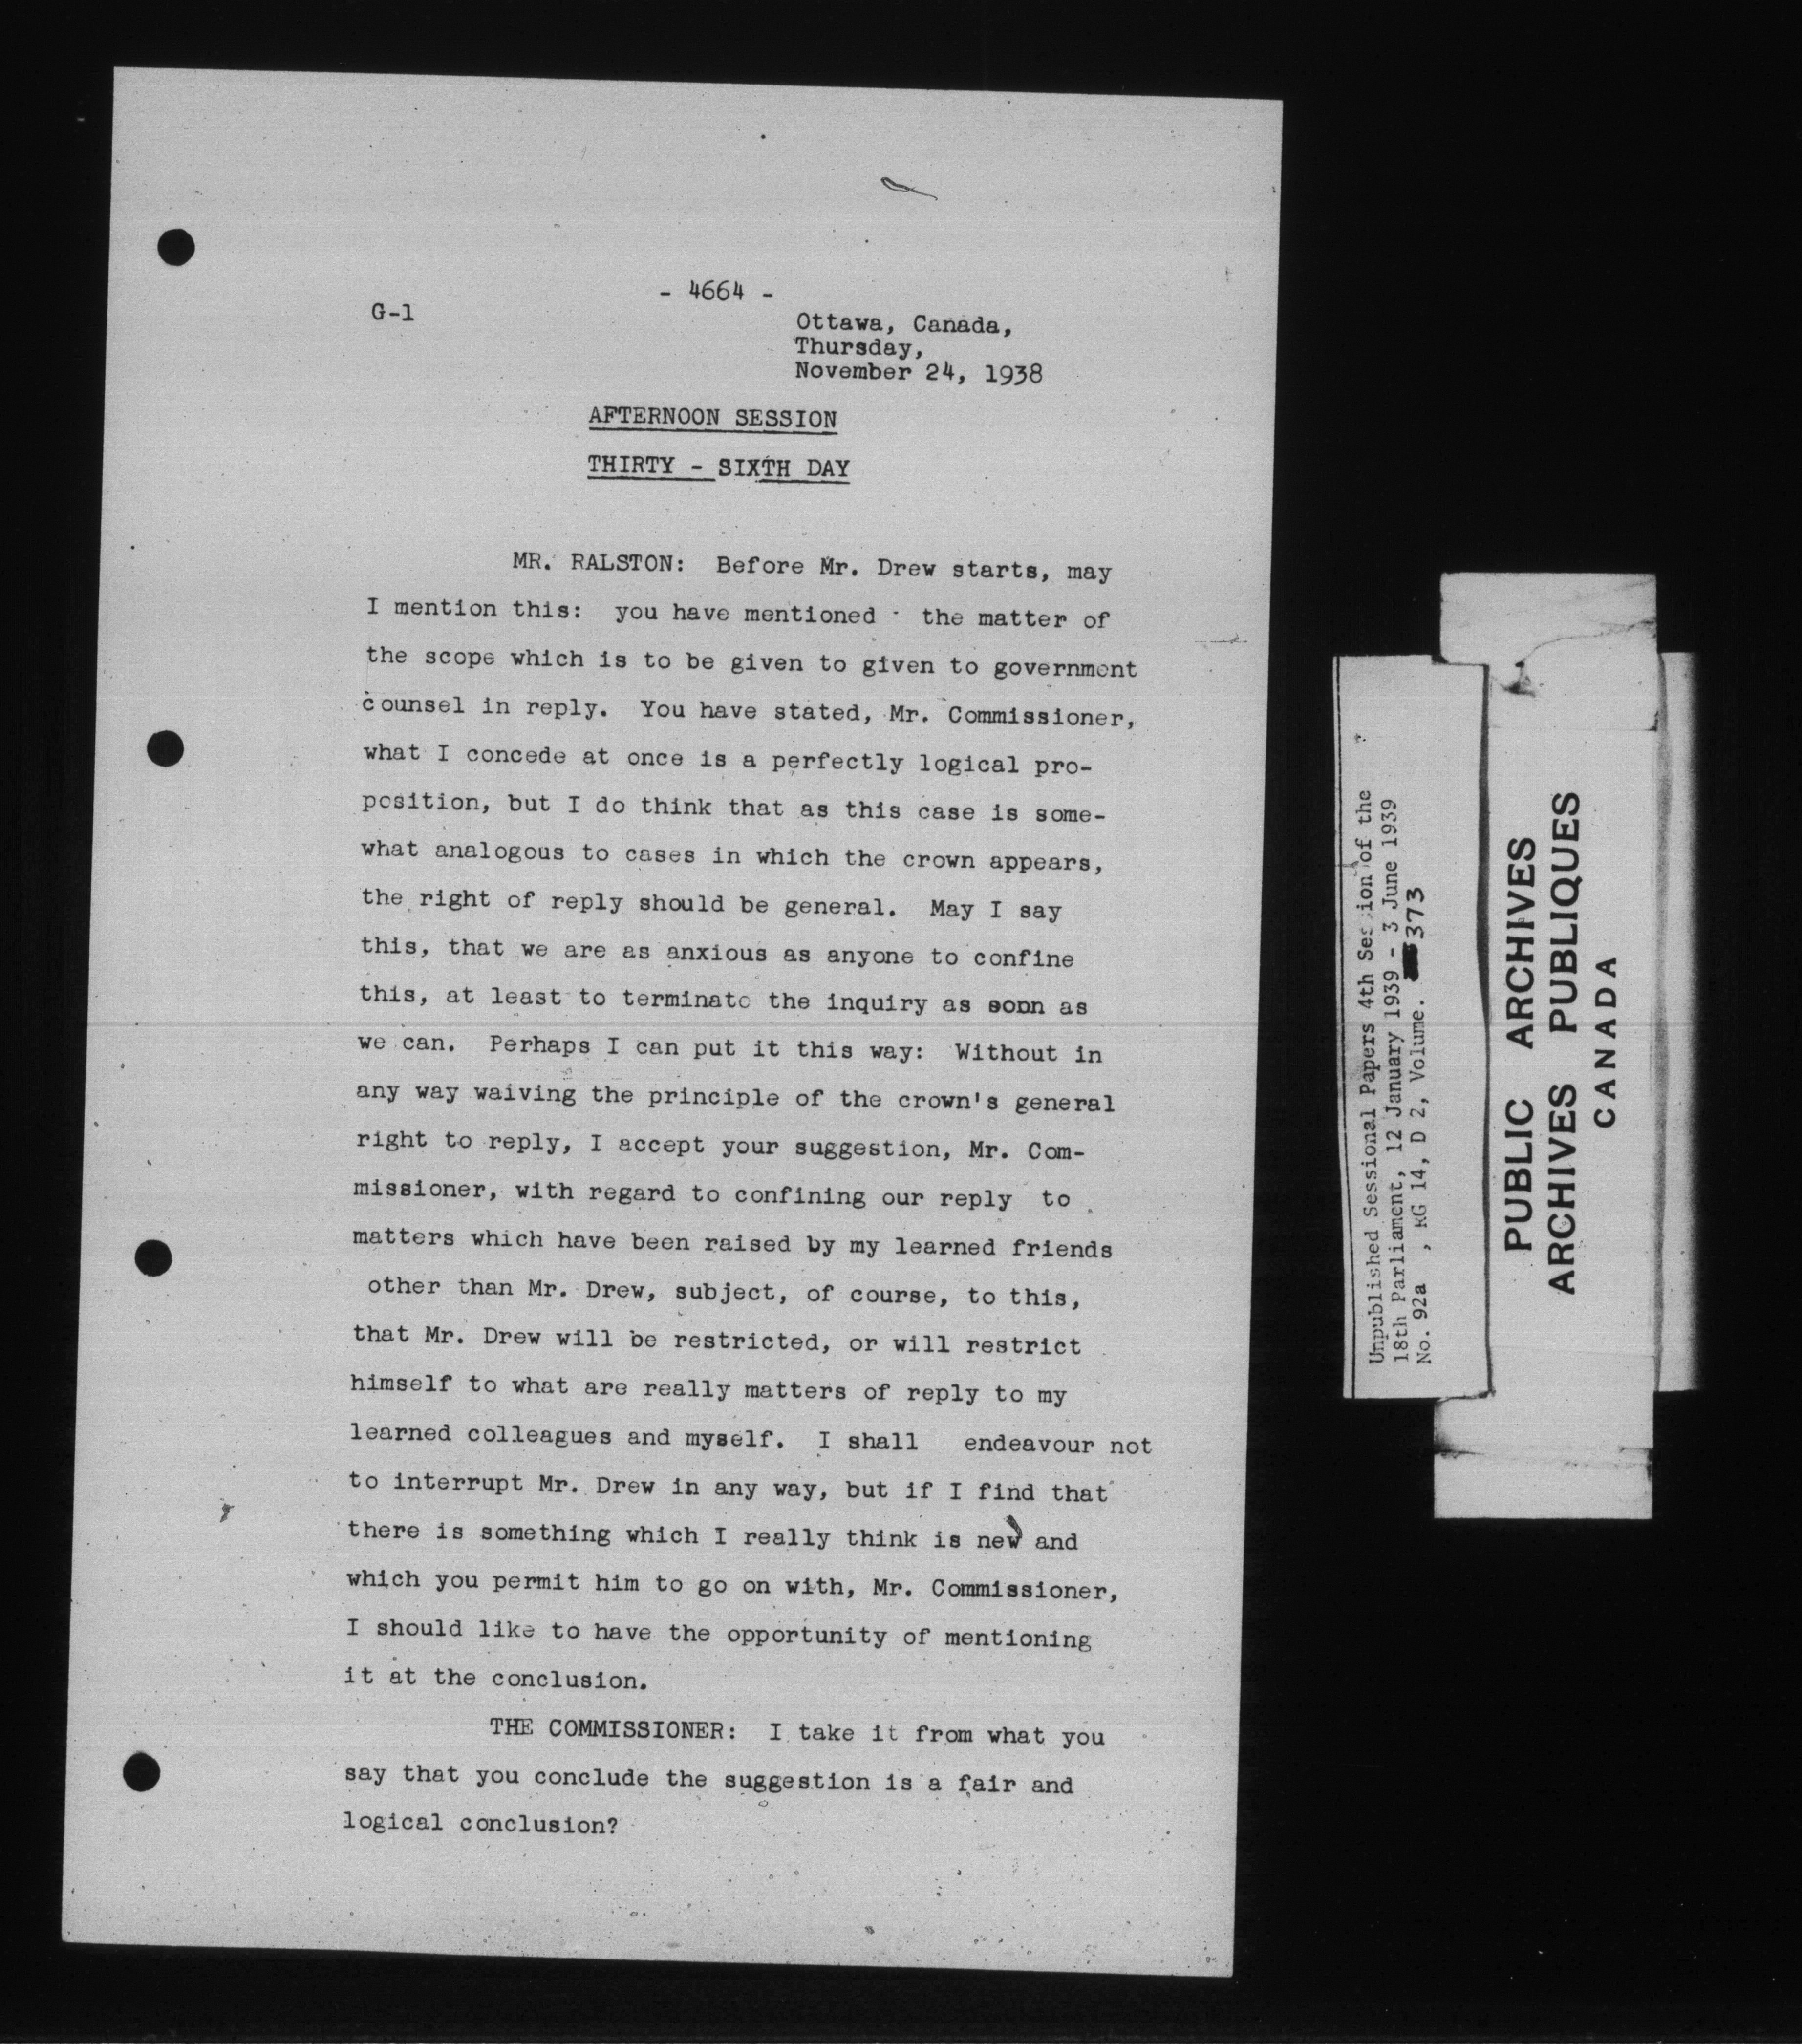 - 4664 -
G-1
Ottawa, Canada,
Thursday,
November 24, 1938
AFTERNOON SESSION
THIRTY - SIXTH DAY
MR. RALSTON: Before Mr. Drew starts, may
I mention this: you have mentioned the matter of
the scope which is to be given to given to government
counsel in reply. You have stated, Mr. Commissioner,
what I concede at once is a perfectly logical pro-
position, but I do think that as this case is some-
what analogous to cases in which the crown appears,
the right of reply should be general. May I say
this, that we are as anxious as anyone to confine
this, at least to terminate the inquiry as soon as
we can. Perhaps I can put it this way: Without in
any way waiving the principle of the crown's general
right to reply, I accept your suggestion, Mr. Com-
missioner, with regard to confining our reply to
matters which have been raised by my learned friends
other than Mr. Drew, subject, of course, to this,
that Mr. Drew will be restricted, or will restrict
himself to what are really matters of reply to my
learned colleagues and myself. I shall endeavour not
to interrupt Mr. Drew in any way, but if I find that
there is something which I really think is new and
which you permit him to go on with, Mr. Commissioner,
I should like to have the opportunity of mentioning
it at the conclusion.
THE COMMISSIONER: I take it from what you
say that you conclude the suggestion is a fair and
logical conclusion?
Unpublished Sessional Papers 4th Session of the
18th Parliament, 12 January 1939 - 3 June 1939
No. 92a , RG 14, D 2, Volume. 373
PUBLIC ARCHIVES
ARCHIVES PUBLIQUES
CANADA